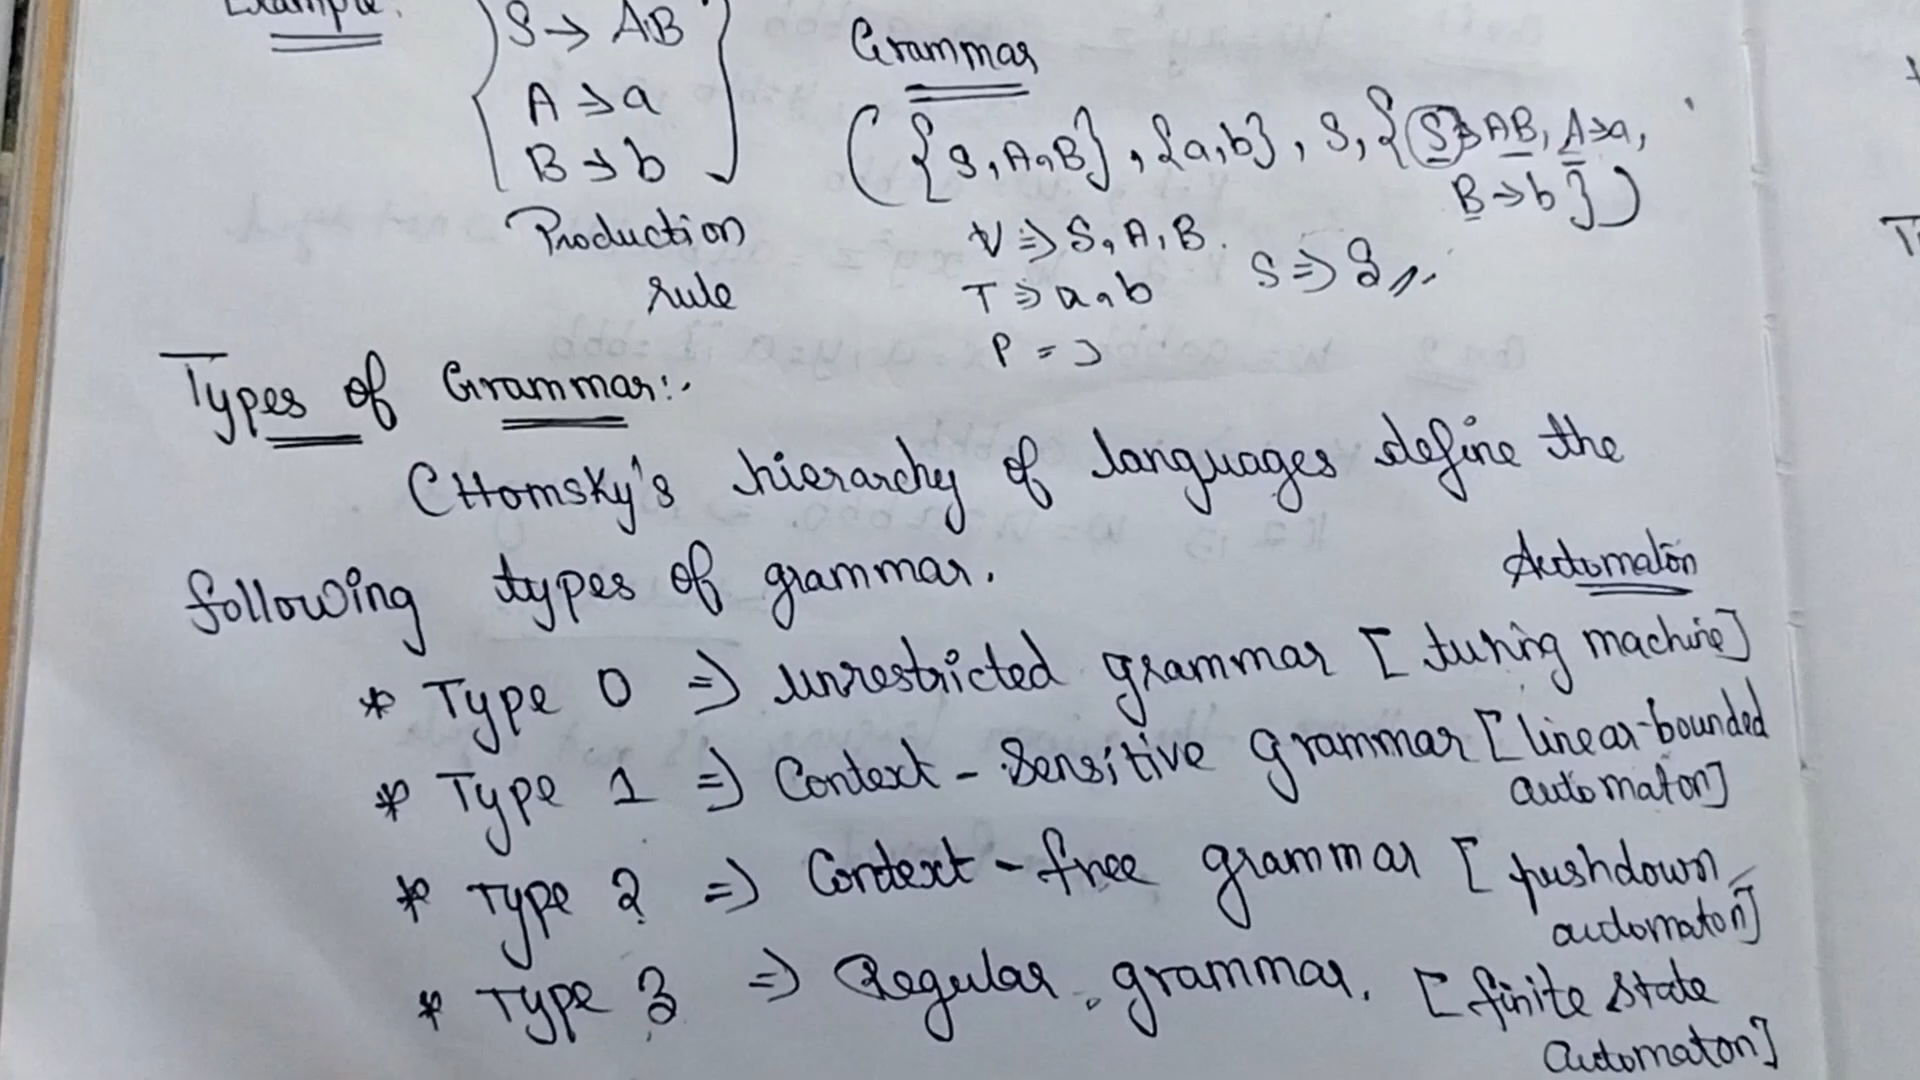 Example:
S → AB
A → a
B → b
Production
rule
Grammar
({S, A, B}, {a, b}, S, {S → AB, A → a,
B → b})
V ⇒ S, A, B.
T ⇒ a, b
S ⇒ S
P =
Types of Grammar:-
CHomsky's hierarchy of languages define the
following types of grammar.
Automaton
* Type 0 ⇒ unrestricted grammar [tuning machine]
* Type 1 ⇒ Context-Sensitive grammar [linear-bounded
automaton]
* Type 2 ⇒ Context-free grammar [pushdown
automaton]
* Type 3 ⇒ Regular grammar. [finite state
automaton]